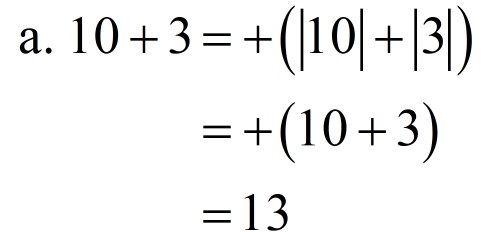 a. 10 + 3 = +(|10| + |3|)
= +(10 + 3)
= 13